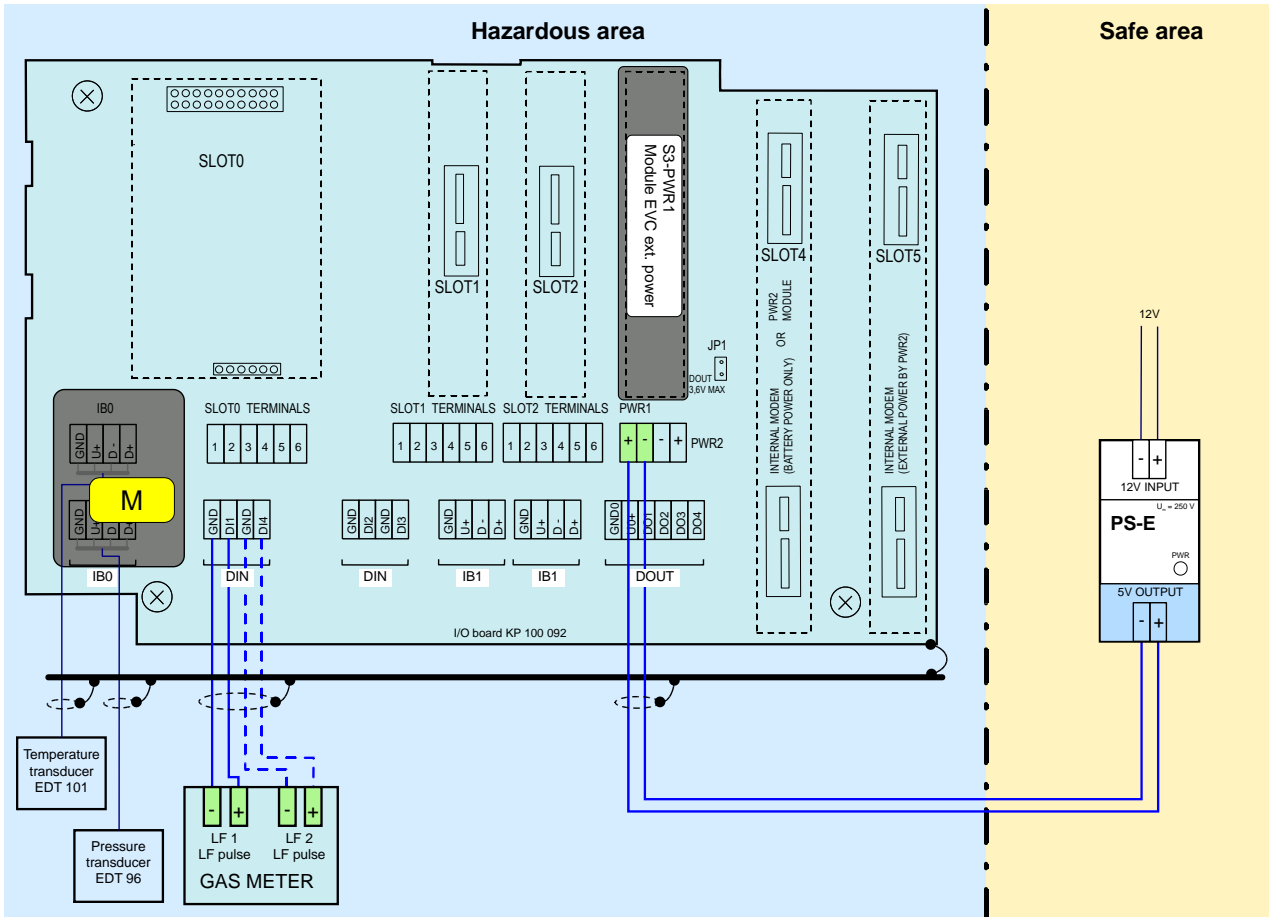 Hazardous area
Safe area
SLOT0
SLOT1
SLOT2
S3-PWR1
Module EVC ext. power
SLOT4
SLOT5
INTERNAL MODEM
(BATTERY POWER ONLY)
OR
PWR2
MODULE
INTERNAL MODEM
(EXTERNAL POWER BY PWR2)
JP1
DOUT
3,6V MAX
12V
IB0
GND U+ D - D+
SLOT0 TERMINALS
1 2 3 4 5 6
SLOT1 TERMINALS
1 2 3 4 5 6
SLOT2 TERMINALS
1 2 3 4 5 6
PWR1
+ - - +
PWR2
M
GND U+ D D+
IB0
GND DI1 GND DI4
DIN
GND DI2 GND DI3
DIN
GND U+ D - D+
IB1
GND U+ D - D+
IB1
GND0 U0+ DO1 DO2 DO3 DO4
DOUT
I/O board KP 100 092
- +
12V INPUT
U~ = 250 V
PS-E
PWR
5V OUTPUT
- +
Temperature
transducer
EDT 101
Pressure
transducer
EDT 96
- + - +
LF 1 LF 2
LF pulse LF pulse
GAS METER